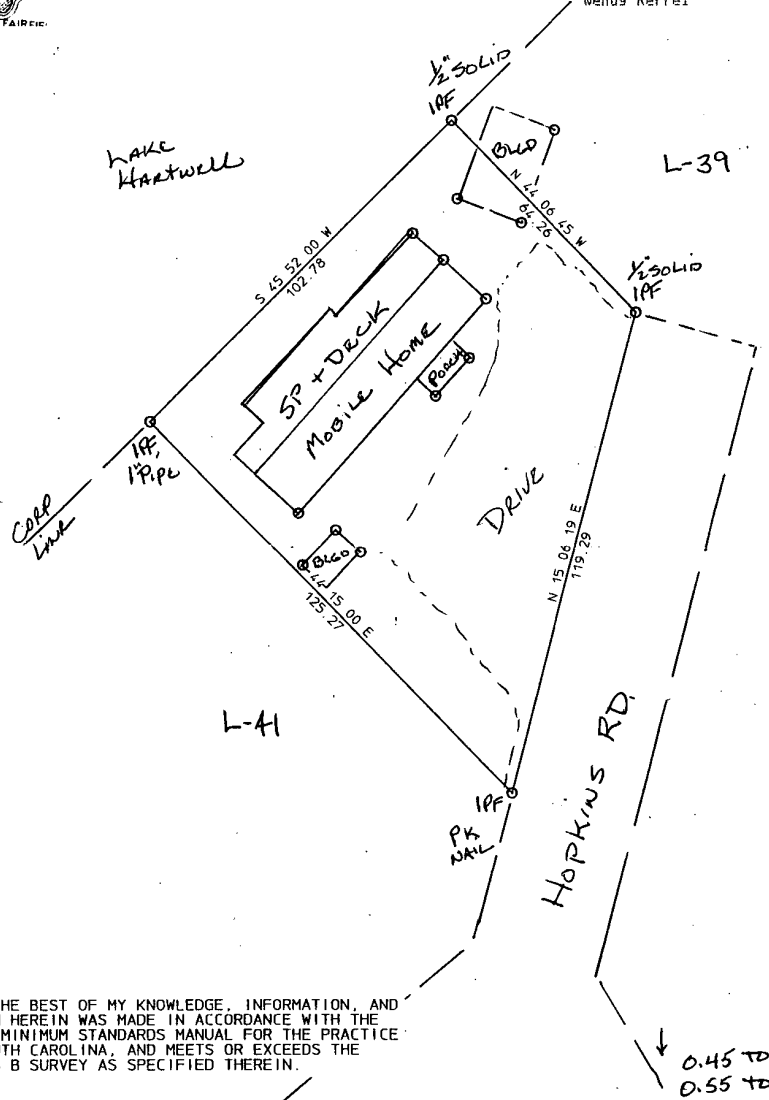 FAIRFIE
Wendy Kerrel
1/2" SOLID
IPF
LAKE
HARTWELL
BLGD
L-39
N 44 06 45 W
64.26
1/2" SOLID
IPF
S 45 52 00 W
102.78
SP + DECK
MOBILE HOME
PORCH
IPF,
1" PIPE
CORP
LINE
DRIVE
N 15 06 19 E
119.29
BLGD
44 15 00 E
125.27
L-41
HOPKINS RD.
IPF
PK
NAIL
HE BEST OF MY KNOWLEDGE, INFORMATION, AND
HEREIN WAS MADE IN ACCORDANCE WITH THE
MINIMUM STANDARDS MANUAL FOR THE PRACTICE
TH CAROLINA, AND MEETS OR EXCEEDS THE
B SURVEY AS SPECIFIED THEREIN.
0.45 TO
0.55 TO